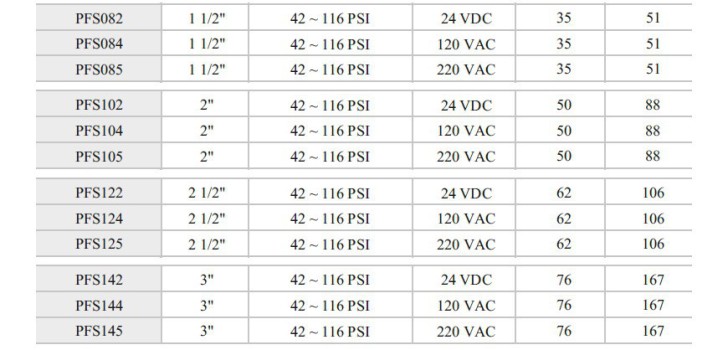 PFS082 1 1/2" 42 ~ 116 PSI 24 VDC 35 51
PFS084 1 1/2" 42 ~ 116 PSI 120 VAC 35 51
PFS085 1 1/2" 42 ~ 116 PSI 220 VAC 35 51
PFS102 2" 42 ~ 116 PSI 24 VDC 50 88
PFS104 2" 42 ~ 116 PSI 120 VAC 50 88
PFS105 2" 42 ~ 116 PSI 220 VAC 50 88
PFS122 2 1/2" 42 ~ 116 PSI 24 VDC 62 106
PFS124 2 1/2" 42 ~ 116 PSI 120 VAC 62 106
PFS125 2 1/2" 42 ~ 116 PSI 220 VAC 62 106
PFS142 3" 42 ~ 116 PSI 24 VDC 76 167
PFS144 3" 42 ~ 116 PSI 120 VAC 76 167
PFS145 3" 42 ~ 116 PSI 220 VAC 76 167